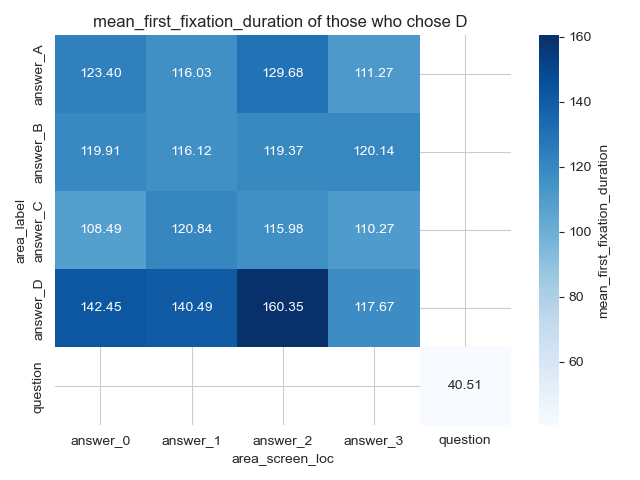 mean_first_fixation_duration of those who chose D
area_label
answer_A 123.40 116.03 129.68 111.27
answer_B 119.91 116.12 119.37 120.14
answer_C 108.49 120.84 115.98 110.27
answer_D 142.45 140.49 160.35 117.67
question 40.51
answer_0 answer_1 answer_2 answer_3 question
area_screen_loc
160
140
120
100
80
60
mean_first_fixation_duration